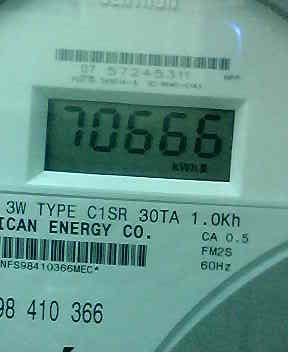 07 57245311
70666
kWh
3W TYPE C1SR 30TA 1.0Kh
ICAN ENERGY CO.
CA 0.5
FM2S
NFS98410366MEC*
60Hz
98 410 366